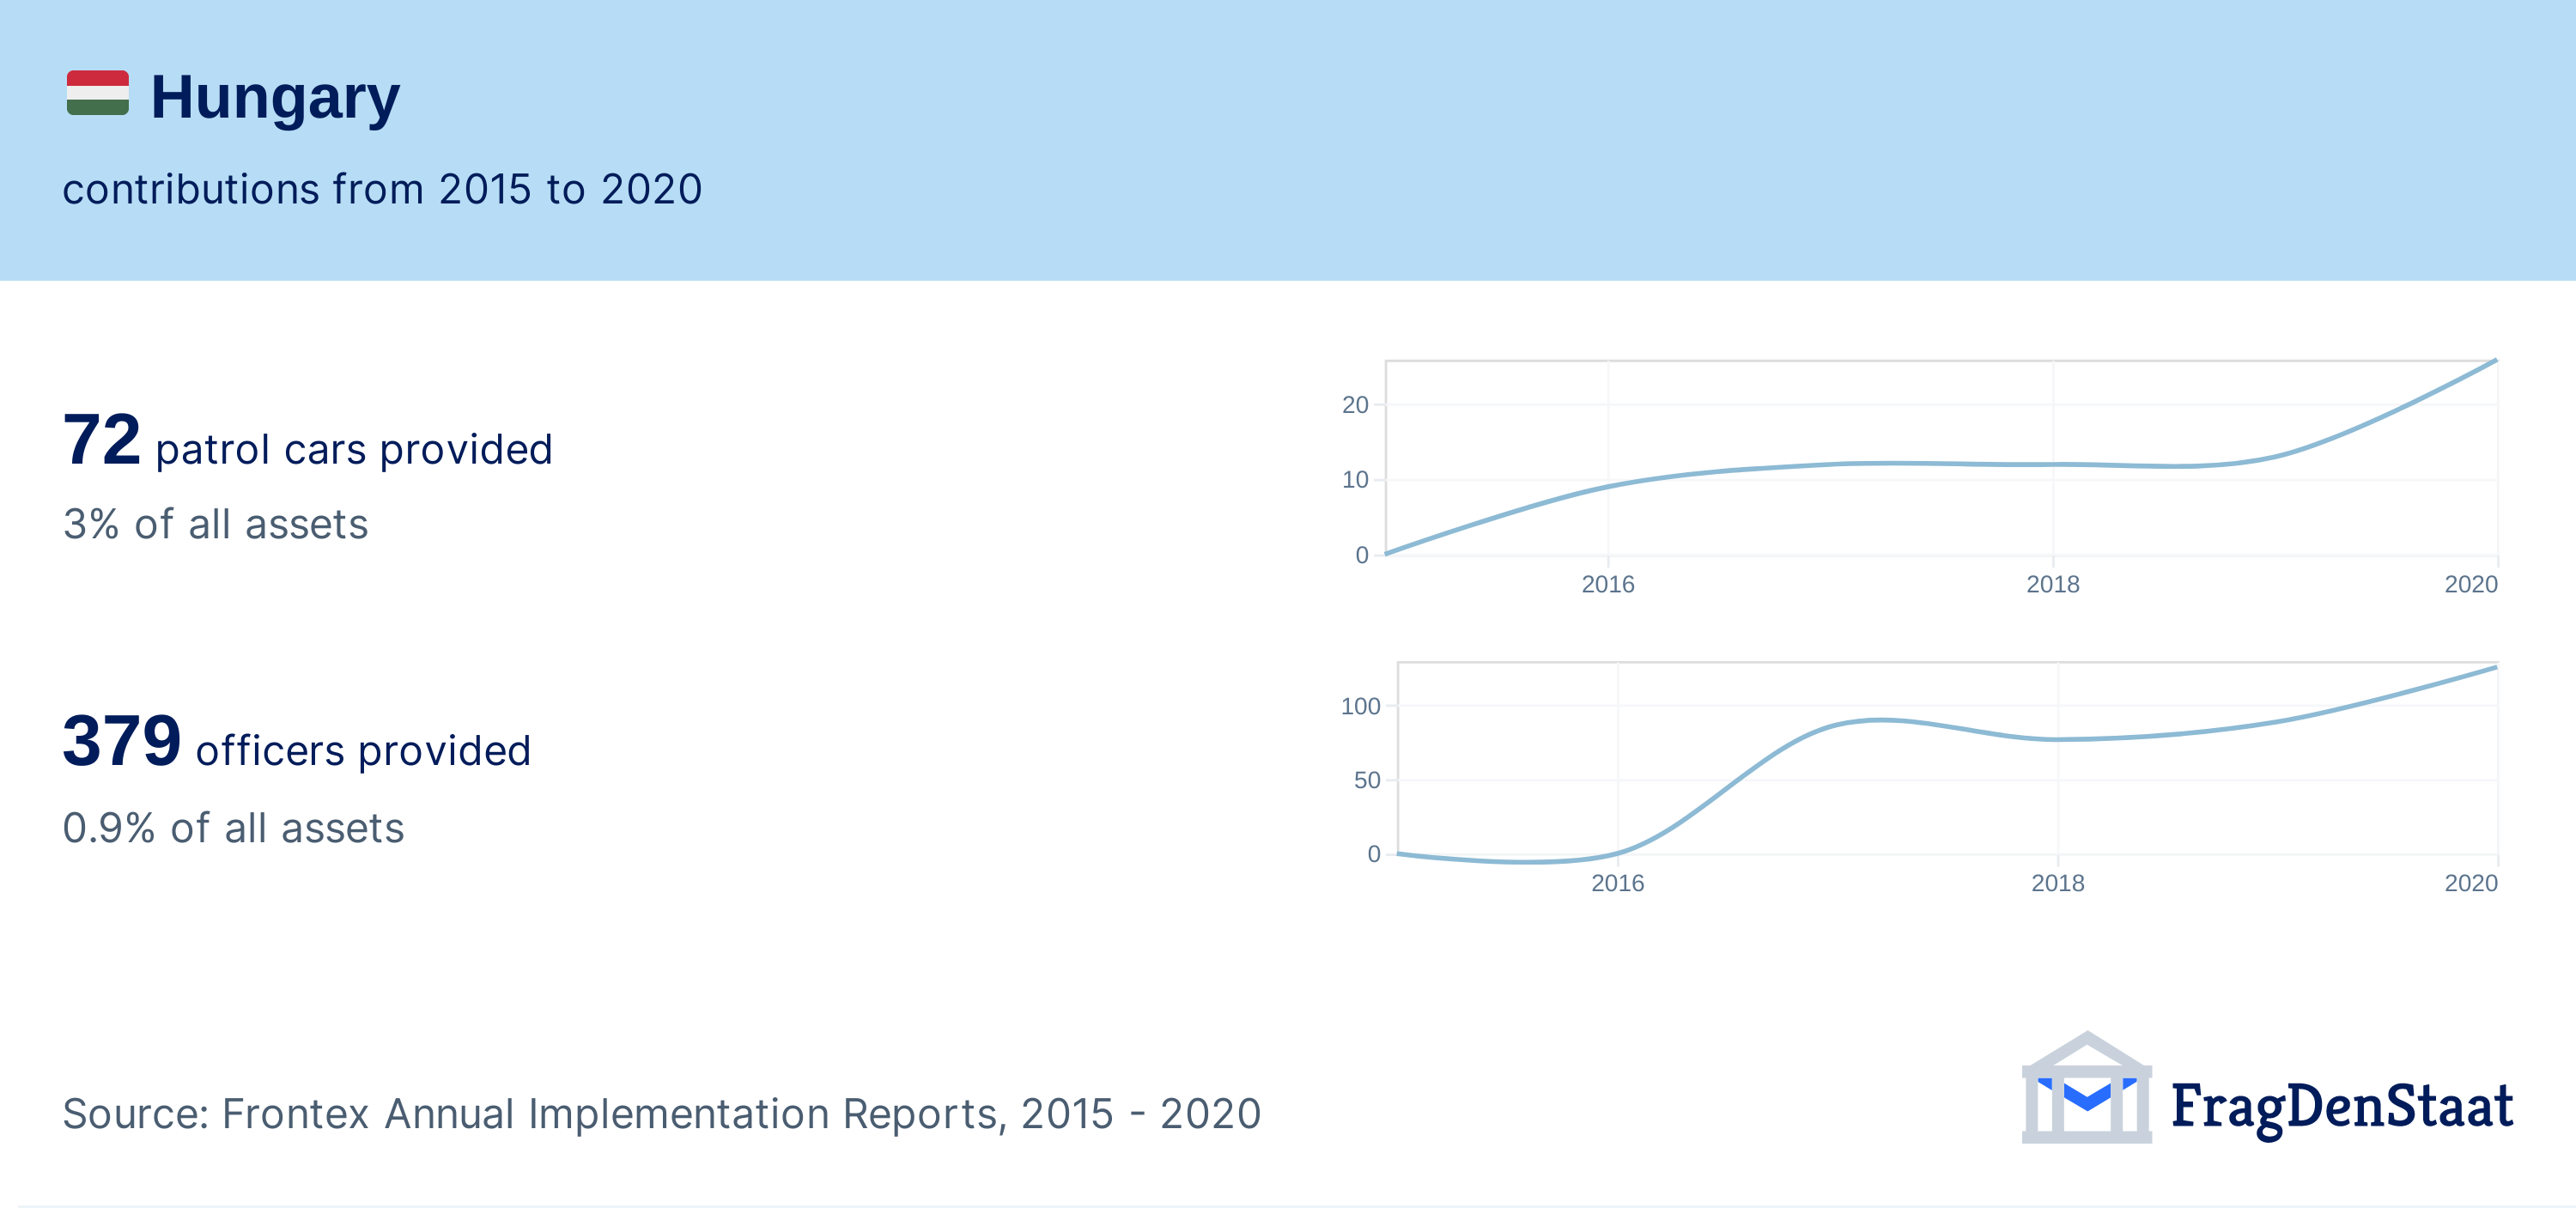 Hungary
contributions from 2015 to 2020
72 patrol cars provided
3% of all assets
20
10
0
2016 2018 2020
379 officers provided
0.9% of all assets
100
50
0
2016 2018 2020
Source: Frontex Annual Implementation Reports, 2015 - 2020
FragDenStaat